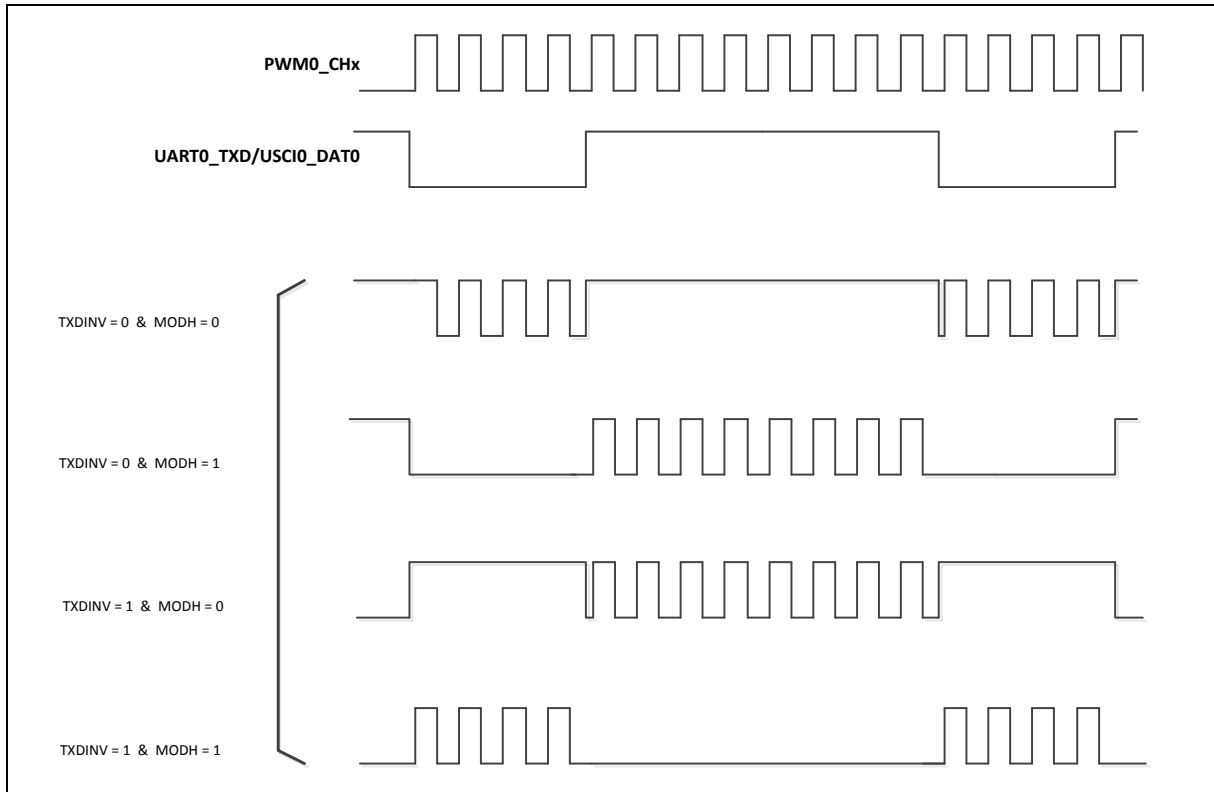 PWM0_CHx
UART0_TXD/USCI0_DAT0
TXDINV = 0 & MODH = 0
TXDINV = 0 & MODH = 1
TXDINV = 1 & MODH = 0
TXDINV = 1 & MODH = 1